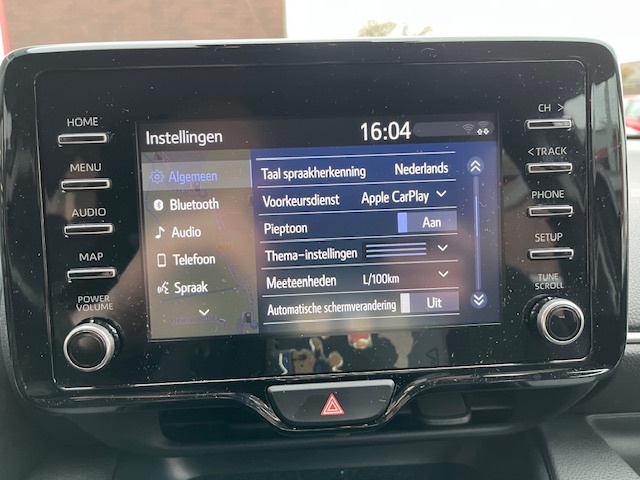 HOME
MENU
AUDIO
MAP
POWER
VOLUME
Instellingen
16:04
Algemeen
Bluetooth
Audio
Telefoon
Spraak
Taal spraakherkenning Nederlands
Voorkeursdienst Apple CarPlay
Pieptoon Aan
Thema-instellingen
Meeteenheden L/100km
Automatische schermverandering Uit
CH >
< TRACK
PHONE
SETUP
TUNE
SCROLL